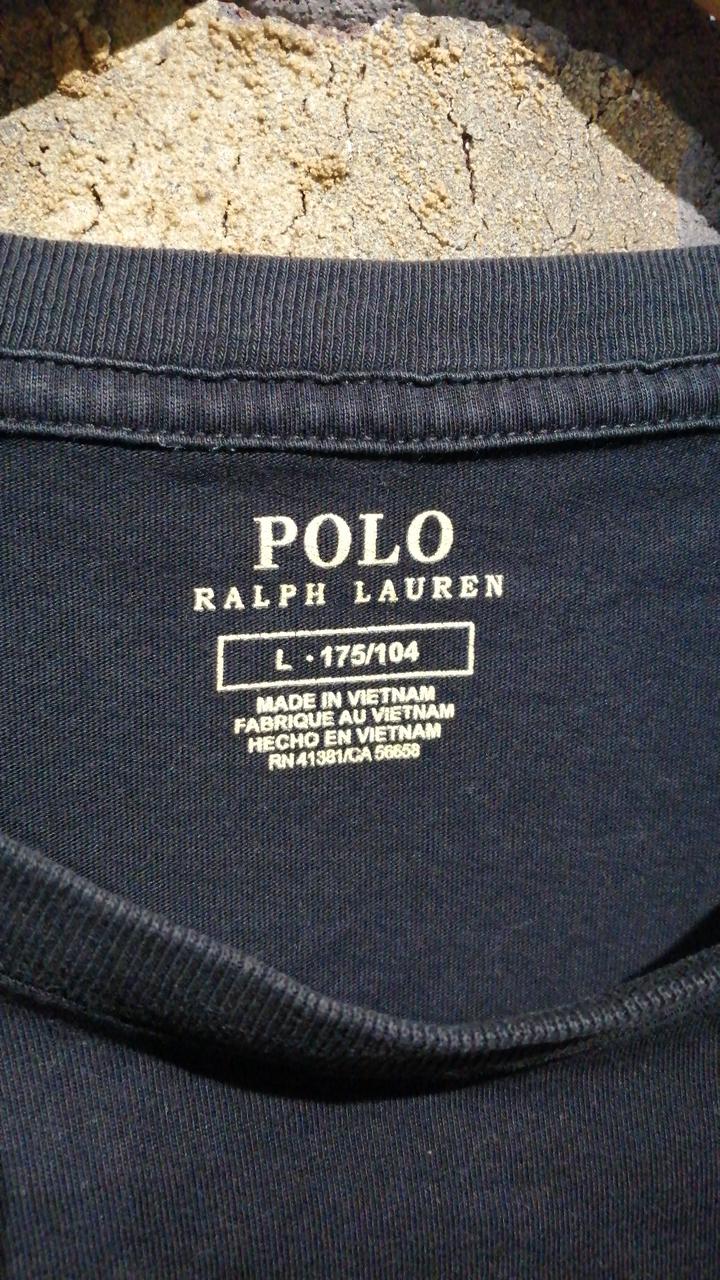 POLO
RALPH LAUREN
L · 175/104
MADE IN VIETNAM
FABRIQUE AU VIETNAM
HECHO EN VIETNAM
RN 41381/CA 56658